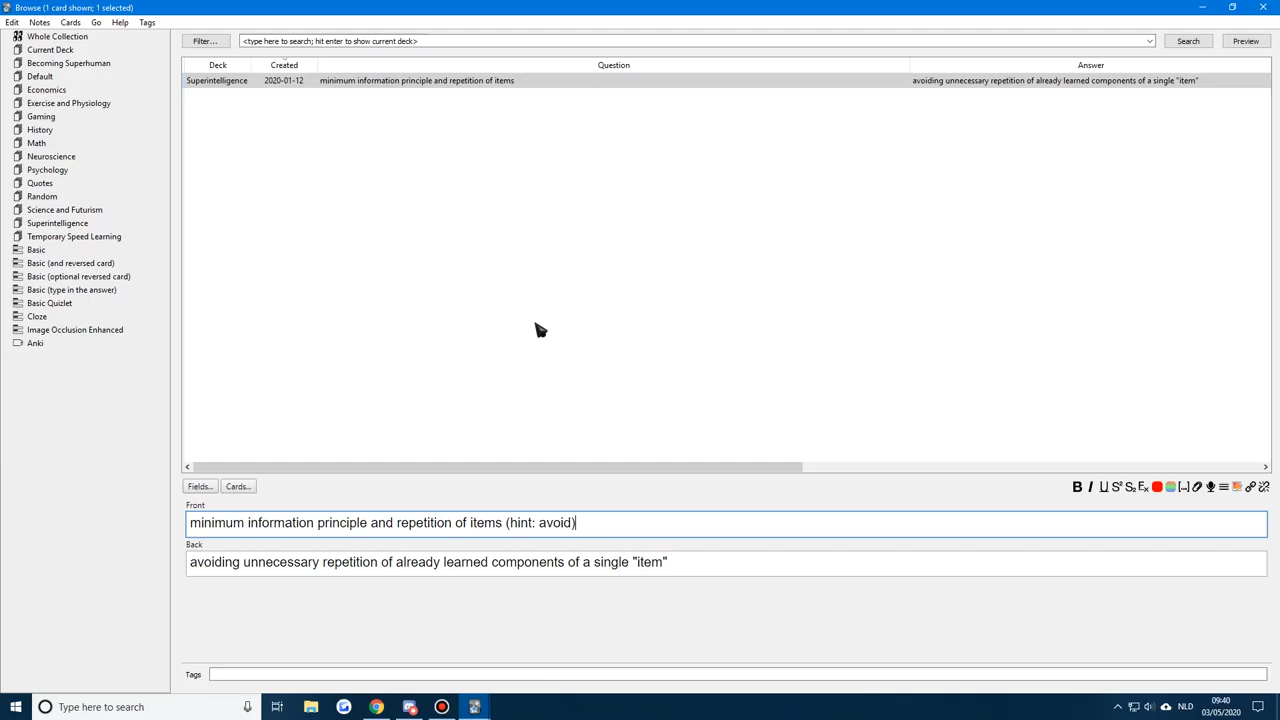 Browse (1 card shown; 1 selected)
Edit Notes Cards Go Help Tags
Whole Collection
Current Deck
Becoming Superhuman
Default
Economics
Exercise and Physiology
Gaming
History
Math
Neuroscience
Psychology
Quotes
Random
Science and Futurism
Superintelligence
Temporary Speed Learning
Basic
Basic (and reversed card)
Basic (optional reversed card)
Basic (type in the answer)
Basic Quizlet
Cloze
Image Occlusion Enhanced
Anki
Filter... <type here to search; hit enter to show current deck> Search Preview
Deck Created Question Answer
Superintelligence 2020-01-12 minimum information principle and repetition of items avoiding unnecessary repetition of already learned components of a single "item"
Fields... Cards... B I U S² S₂ Ex [...]
Front
minimum information principle and repetition of items (hint: avoid)
Back
avoiding unnecessary repetition of already learned components of a single "item"
Tags
Type here to search
NLD
09:40
03/05/2020